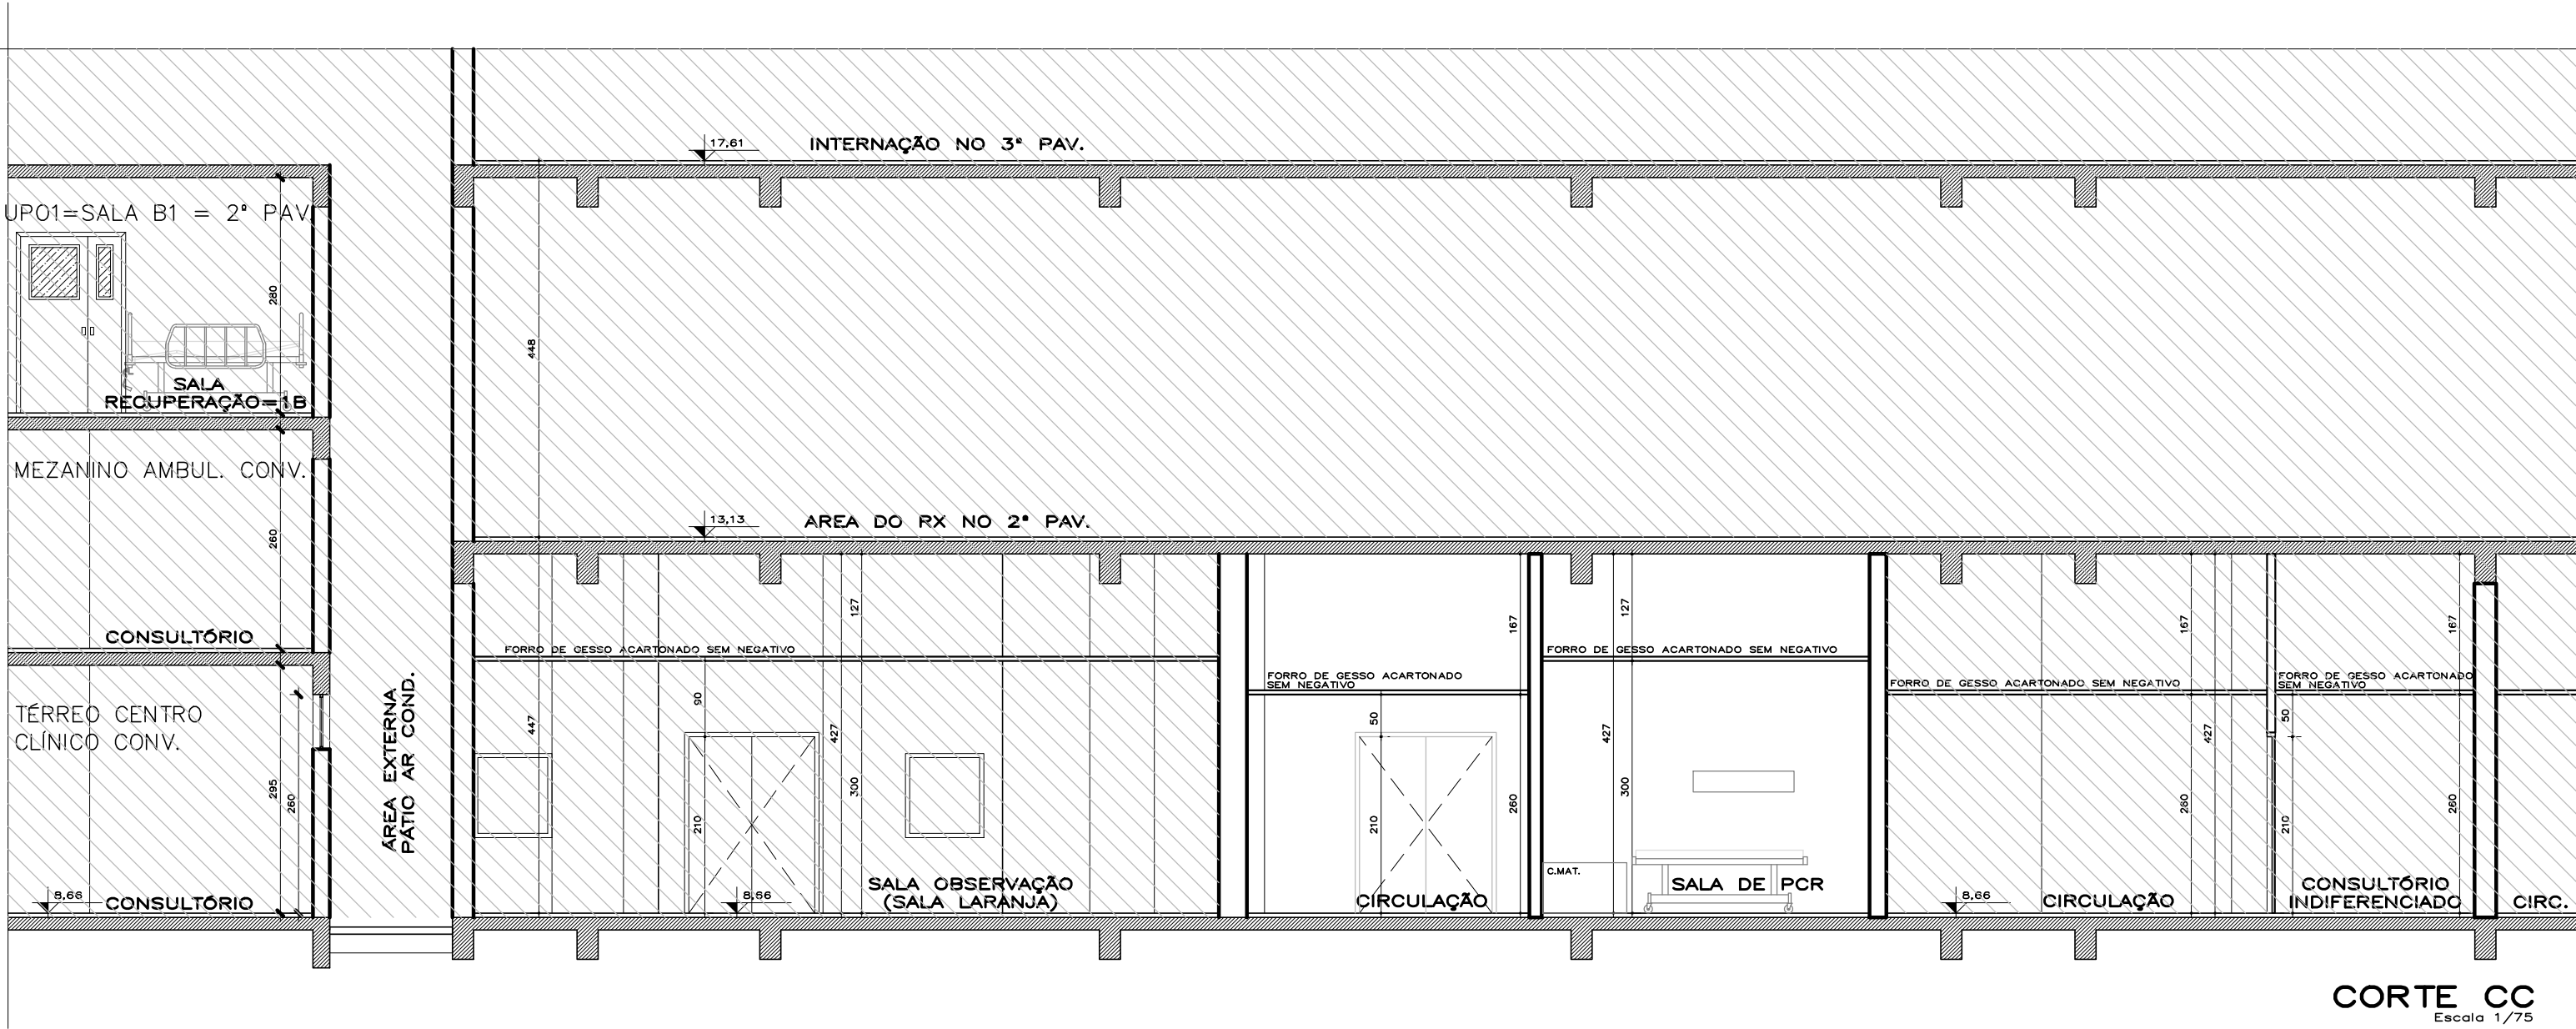 17,61
INTERNAÇÃO NO 3º PAV.
UPO1=SALA B1 = 2º PAV.
280
448
SALA
RECUPERAÇÃO=1B
MEZANINO AMBUL. CONV.
260
CONSULTÓRIO
13,13
AREA DO RX NO 2º PAV.
127
167
127
167
167
FORRO DE GESSO ACARTONADO SEM NEGATIVO
FORRO DE GESSO ACARTONADO
SEM NEGATIVO
FORRO DE GESSO ACARTONADO SEM NEGATIVO
FORRO DE GESSO ACARTONADO SEM NEGATIVO
FORRO DE GESSO ACARTONADO
SEM NEGATIVO
TÉRREO CENTRO
CLÍNICO CONV.
295
260
8,66
CONSULTÓRIO
ÁREA EXTERNA
PÁTIO AR COND.
447
90
210
427
300
8,66
SALA OBSERVAÇÃO
(SALA LARANJA)
50
210
260
CIRCULAÇÃO
C.MAT.
427
300
SALA DE PCR
8,66
CIRCULAÇÃO
280
427
50
210
260
CONSULTÓRIO
INDIFERENCIADO
CIRC.
CORTE CC
Escala 1/75